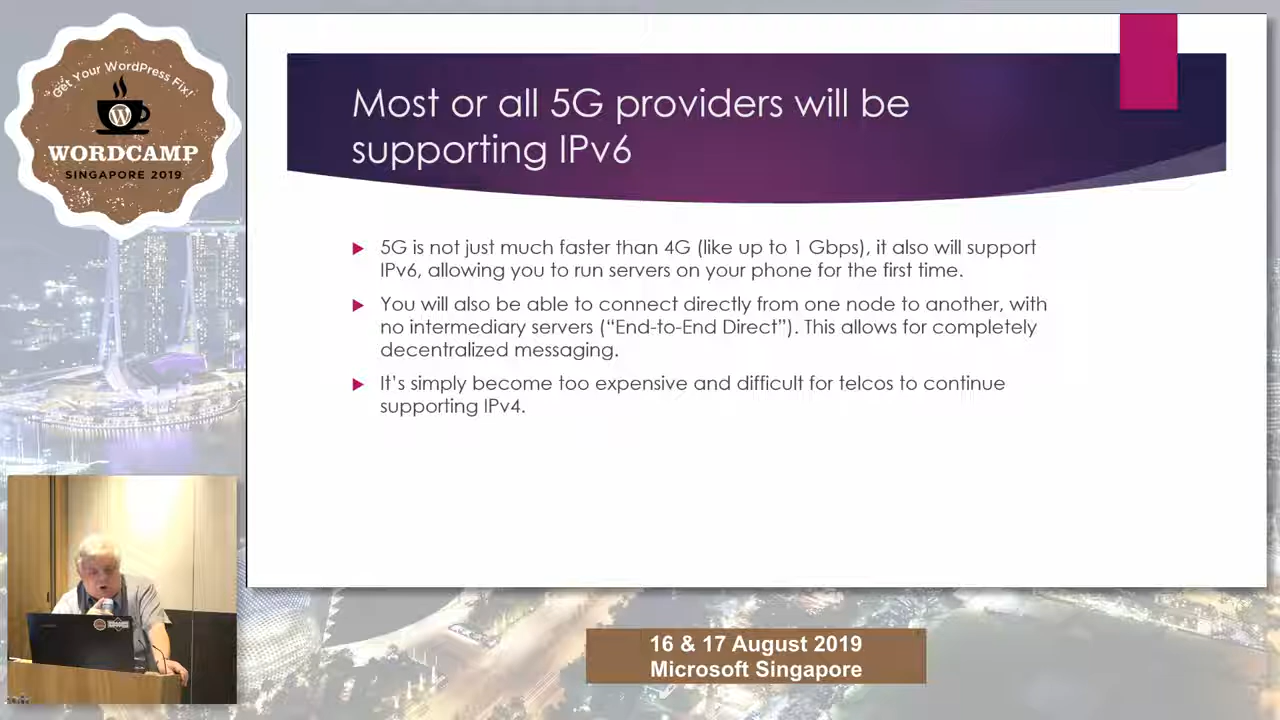 Get Your WordPress Fix!
WORDCAMP
SINGAPORE 2019
Most or all 5G providers will be
supporting IPv6
5G is not just much faster than 4G (like up to 1 Gbps), it also will support
IPv6, allowing you to run servers on your phone for the first time.
You will also be able to connect directly from one node to another, with
no intermediary servers (“End-to-End Direct”). This allows for completely
decentralized messaging.
It’s simply become too expensive and difficult for telcos to continue
supporting IPv4.
16 & 17 August 2019
Microsoft Singapore